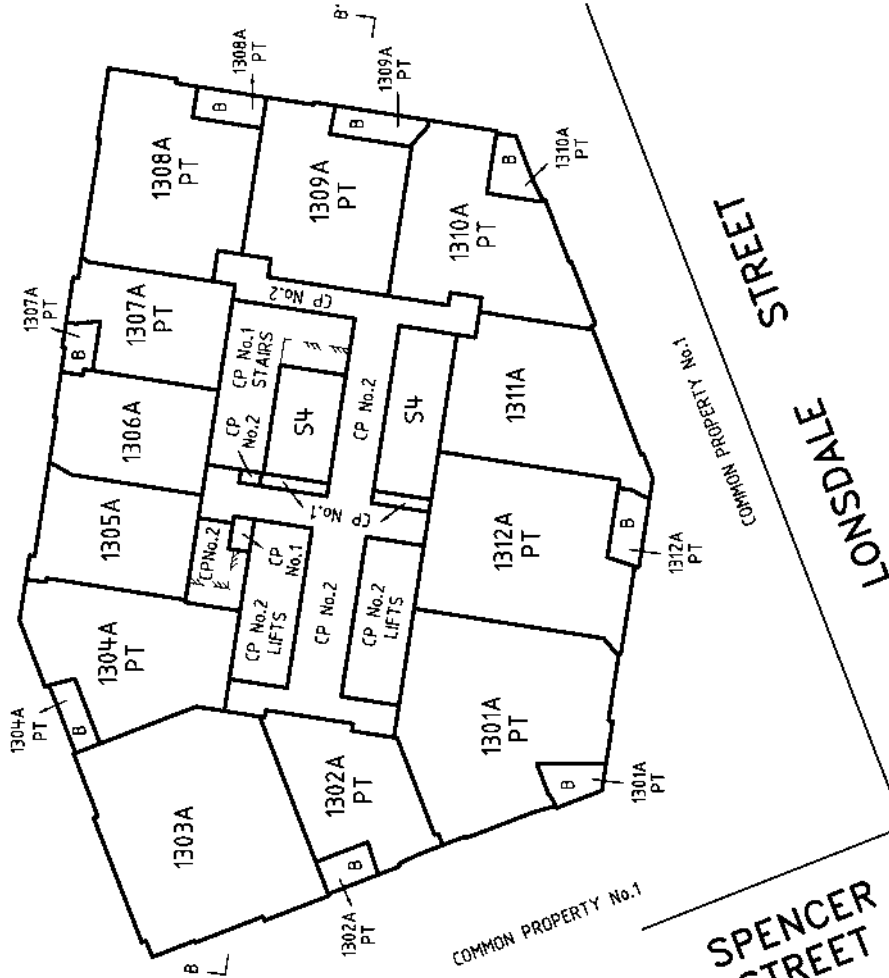 B'
1308A
PT
B
1309A
PT
B
1308A
PT
1309A
PT
B
1310A
PT
1310A
PT
1307A
PT
B
1307A
PT
CP No.2
CP No.1
STAIRS
1306A
CP
No.2
S4
CP No.2
S4
1311A
1305A
CP No.2
CP
No.1
CP No.1
1312A
PT
B
1312A
PT
1304A
PT
B
1304A
PT
CP No.2
LIFTS
CP No.2
CP No.2
LIFTS
1303A
1302A
PT
B
1302A
PT
1301A
PT
B
1301A
PT
B
COMMON PROPERTY No.1
COMMON PROPERTY No.1
LONSDALE STREET
SPENCER
STREET